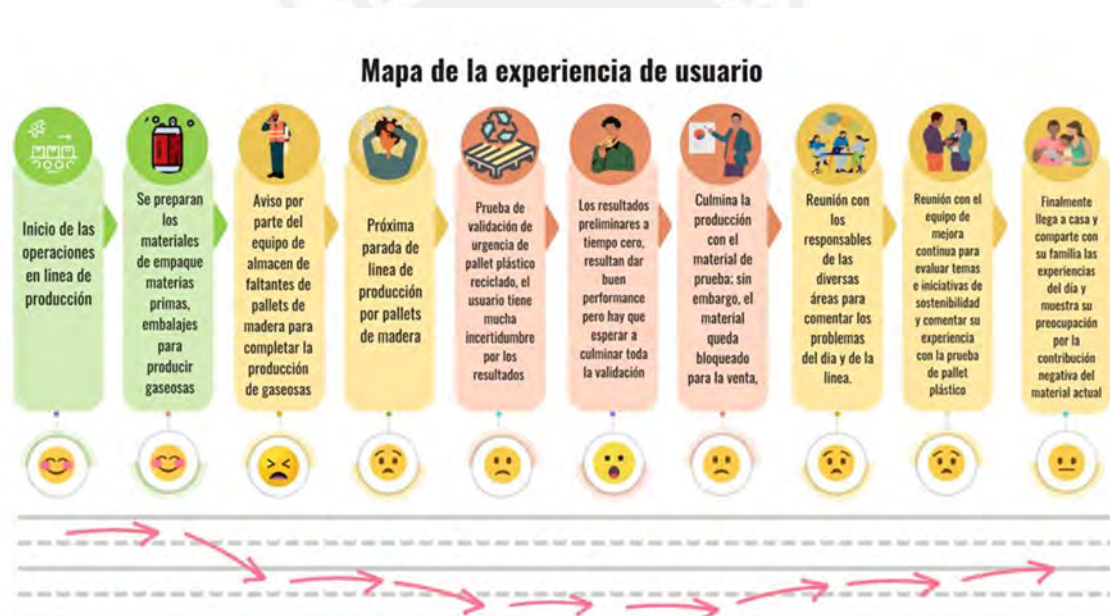 Mapa de la experiencia de usuario
Inicio de las
operaciones
en linea de
producción
Se preparan
los
materiales
de empaque
materias
primas,
embalajes
para
producir
gaseosas
Aviso por
parte del
equipo de
almacen de
faltantes de
pallets de
madera para
completar la
producción
de gaseosas
Próxima
parada de
linea de
producción
por pallets
de madera
Prueba de
validación de
urgencia de
pallet plástico
reciclado, el
usuario tiene
mucha
incertidumbre
por los
resultados
Los resultados
preliminares a
tiempo cero,
resultan dar
buen
performance
pero hay que
esperar a
culminar toda
la validación
Culmina la
producción
con el
material de
prueba; sin
embargo, el
material
queda
bloqueado
para la venta,
Reunión con
los
responsables
de las
diversas
áreas para
comentar los
problemas
del dia y de la
linea.
Reunión con el
equipo de
mejora
continua para
evaluar temas
e iniciativas de
sostenibilidad
y comentar su
experiencia
con la prueba
de pallet
plástico
Finalmente
llega a casa y
comparte con
su familia las
experiencias
del día y
muestra su
preocupación
por la
contribución
negativa del
material actual